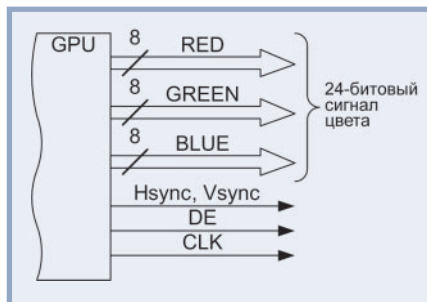 GPU
8
RED
8
GREEN
8
BLUE
24-битовый
сигнал
цвета
Hsync, Vsync
DE
CLK